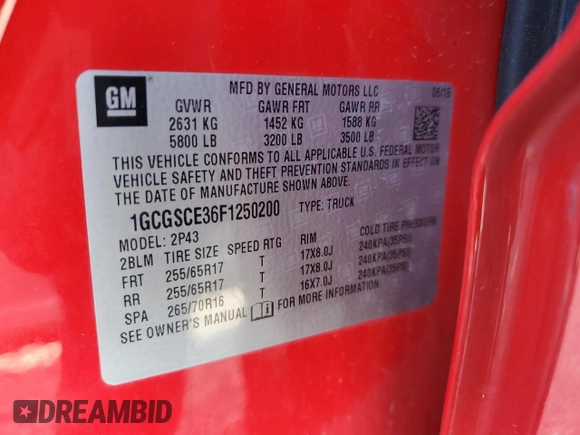 GM
MFD BY GENERAL MOTORS LLC 05/15
GVWR GAWR FRT GAWR RR
2631 KG 1452 KG 1588 KG
5800 LB 3200 LB 3500 LB
THIS VEHICLE CONFORMS TO ALL APPLICABLE U.S. FEDERAL MOTOR
VEHICLE SAFETY AND THEFT PREVENTION STANDARDS IN EFFECT ON
THE DATE OF MANUFACTURE SHOWN ABOVE.
1GCGSCE36F1250200 TYPE: TRUCK
MODEL: 2P43
2BLM TIRE SIZE SPEED RTG RIM COLD TIRE PRESSURE
FRT 255/65R17 T 17X8.0J 240KPA(35PSI)
RR 255/65R17 T 17X8.0J 240KPA(35PSI)
SPA 265/70R16 T 16X7.0J 240KPA(35PSI)
SEE OWNER'S MANUAL FOR MORE INFORMATION.
DREAMBID